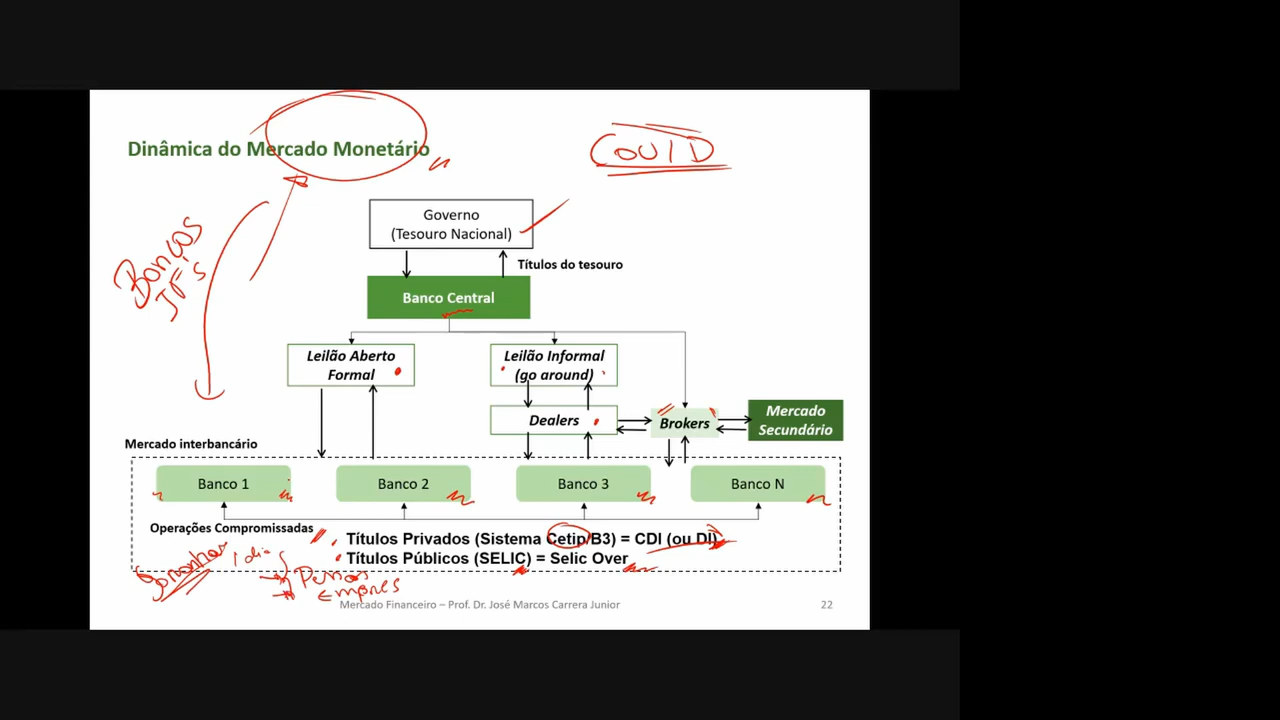 Dinâmica do Mercado Monetário
COVID
Governo
(Tesouro Nacional)
Títulos do tesouro
Banco Central
Bancos
Leilão Aberto
Formal
Leilão Informal
(go around)
Dealers
Brokers
Mercado
Secundário
Mercado interbancário
Banco 1
Banco 2
Banco 3
Banco N
Operações Compromissadas
Títulos Privados (Sistema Cetip/B3) = CDI (ou DI)
Títulos Públicos (SELIC) = Selic Over
1 dia
Mercado Financeiro – Prof. Dr. José Marcos Carrera Junior
22